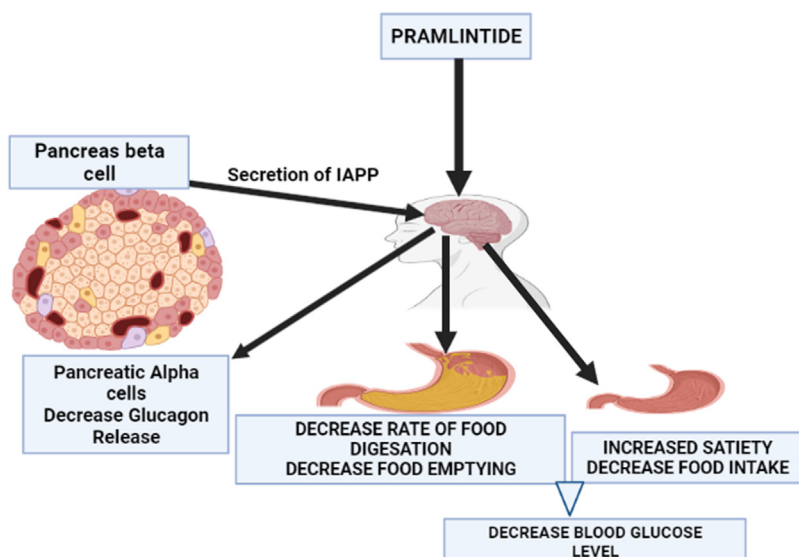 PRAMLINTIDE
Pancreas beta
cell
Secretion of IAPP
Pancreatic Alpha
cells
Decrease Glucagon
Release
DECREASE RATE OF FOOD
DIGESATION
DECREASE FOOD EMPTYING
INCREASED SATIETY
DECREASE FOOD INTAKE
DECREASE BLOOD GLUCOSE
LEVEL